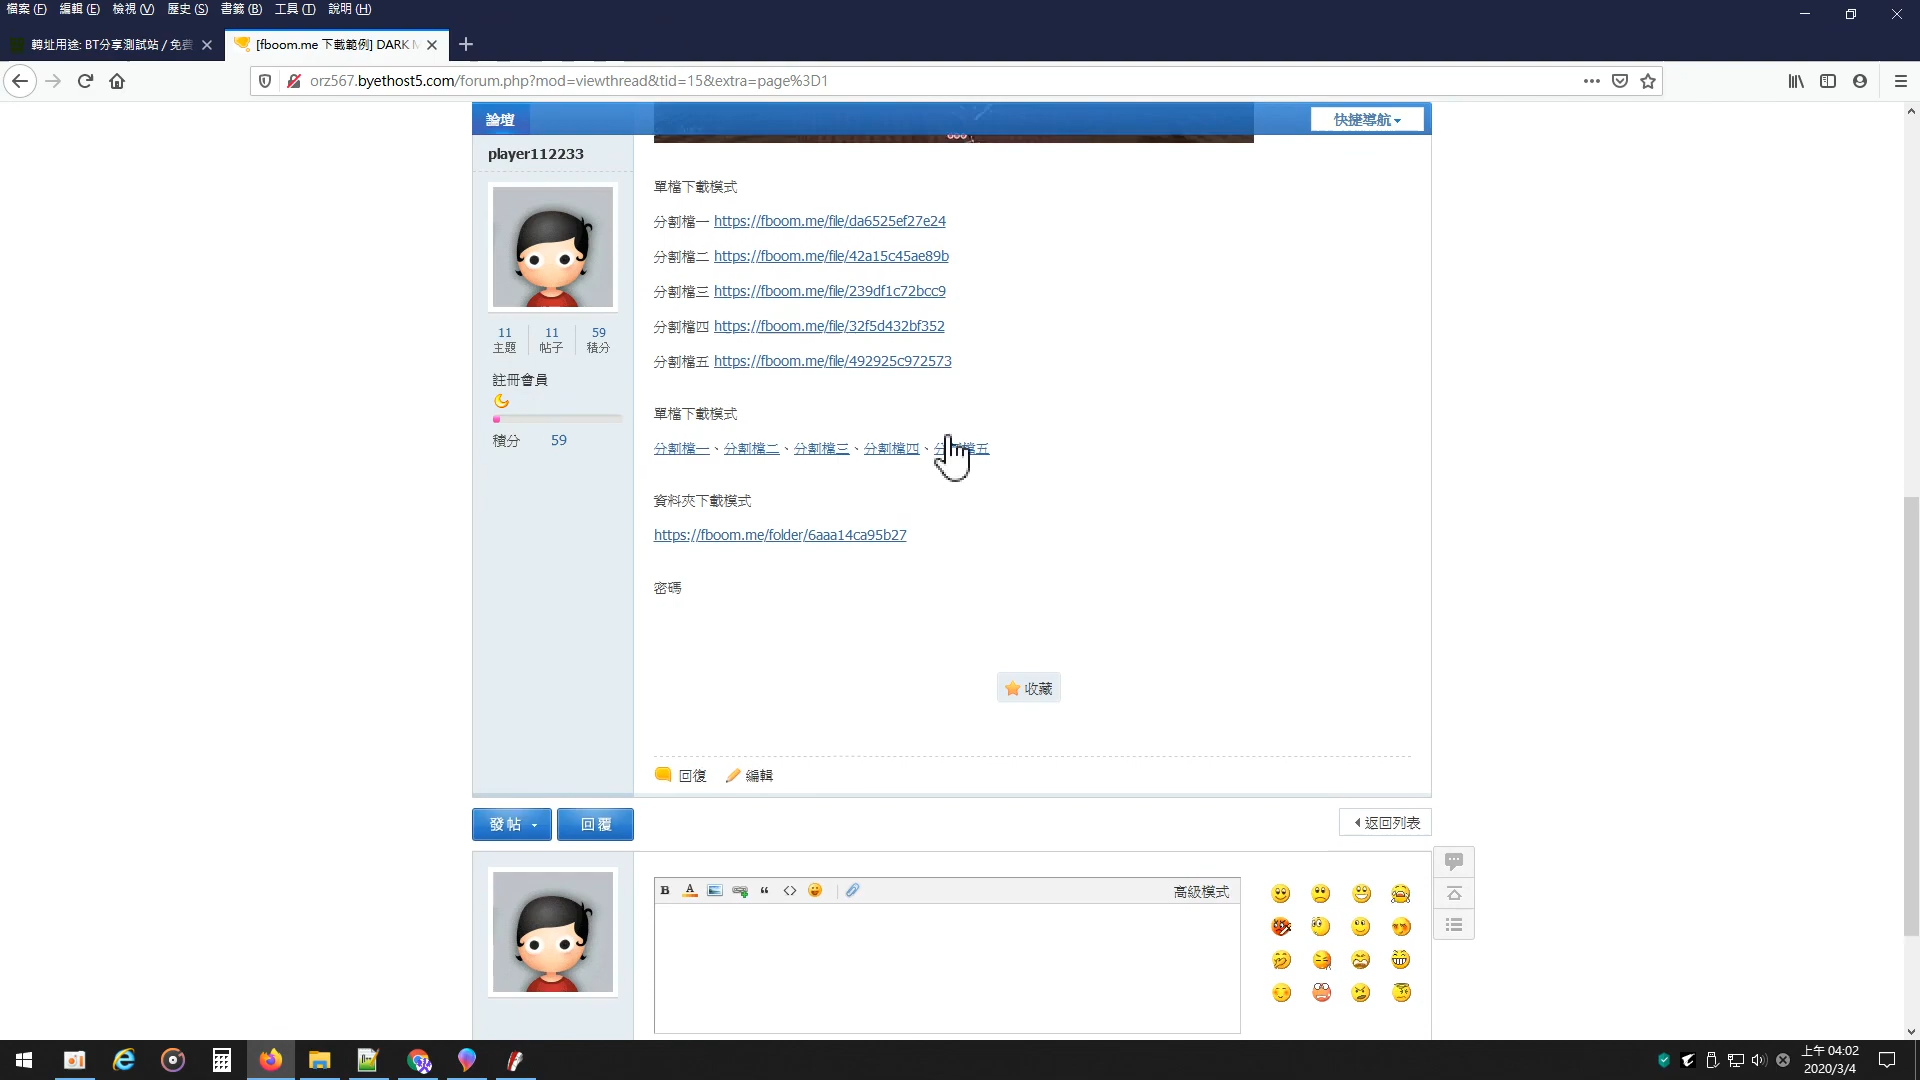 檔案 (F) 編輯 (E) 檢視 (V) 歷史 (S) 書籤 (B) 工具 (T) 說明 (H)
轉址用途: BT分享測試站 / 免費
[fboom.me 下載範例] DARK M
orz567.byethost5.com/forum.php?mod=viewthread&tid=15&extra=page%3D1
論壇
快捷導航
player112233
單檔下載模式
分割檔一 https://fboom.me/file/da6525ef27e24
分割檔二 https://fboom.me/file/42a15c45ae89b
分割檔三 https://fboom.me/file/239df1c72bcc9
分割檔四 https://fboom.me/file/32f5d432bf352
分割檔五 https://fboom.me/file/492925c972573
11 11 59
主題 帖子 積分
註冊會員
積分 59
單檔下載模式
分割檔一、分割檔二、分割檔三、分割檔四、分割檔五
資料夾下載模式
https://fboom.me/folder/6aaa14ca95b27
密碼
收藏
回復 編輯
發帖 回覆
返回列表
B A “ <> 高級模式
上午 04:02
2020/3/4